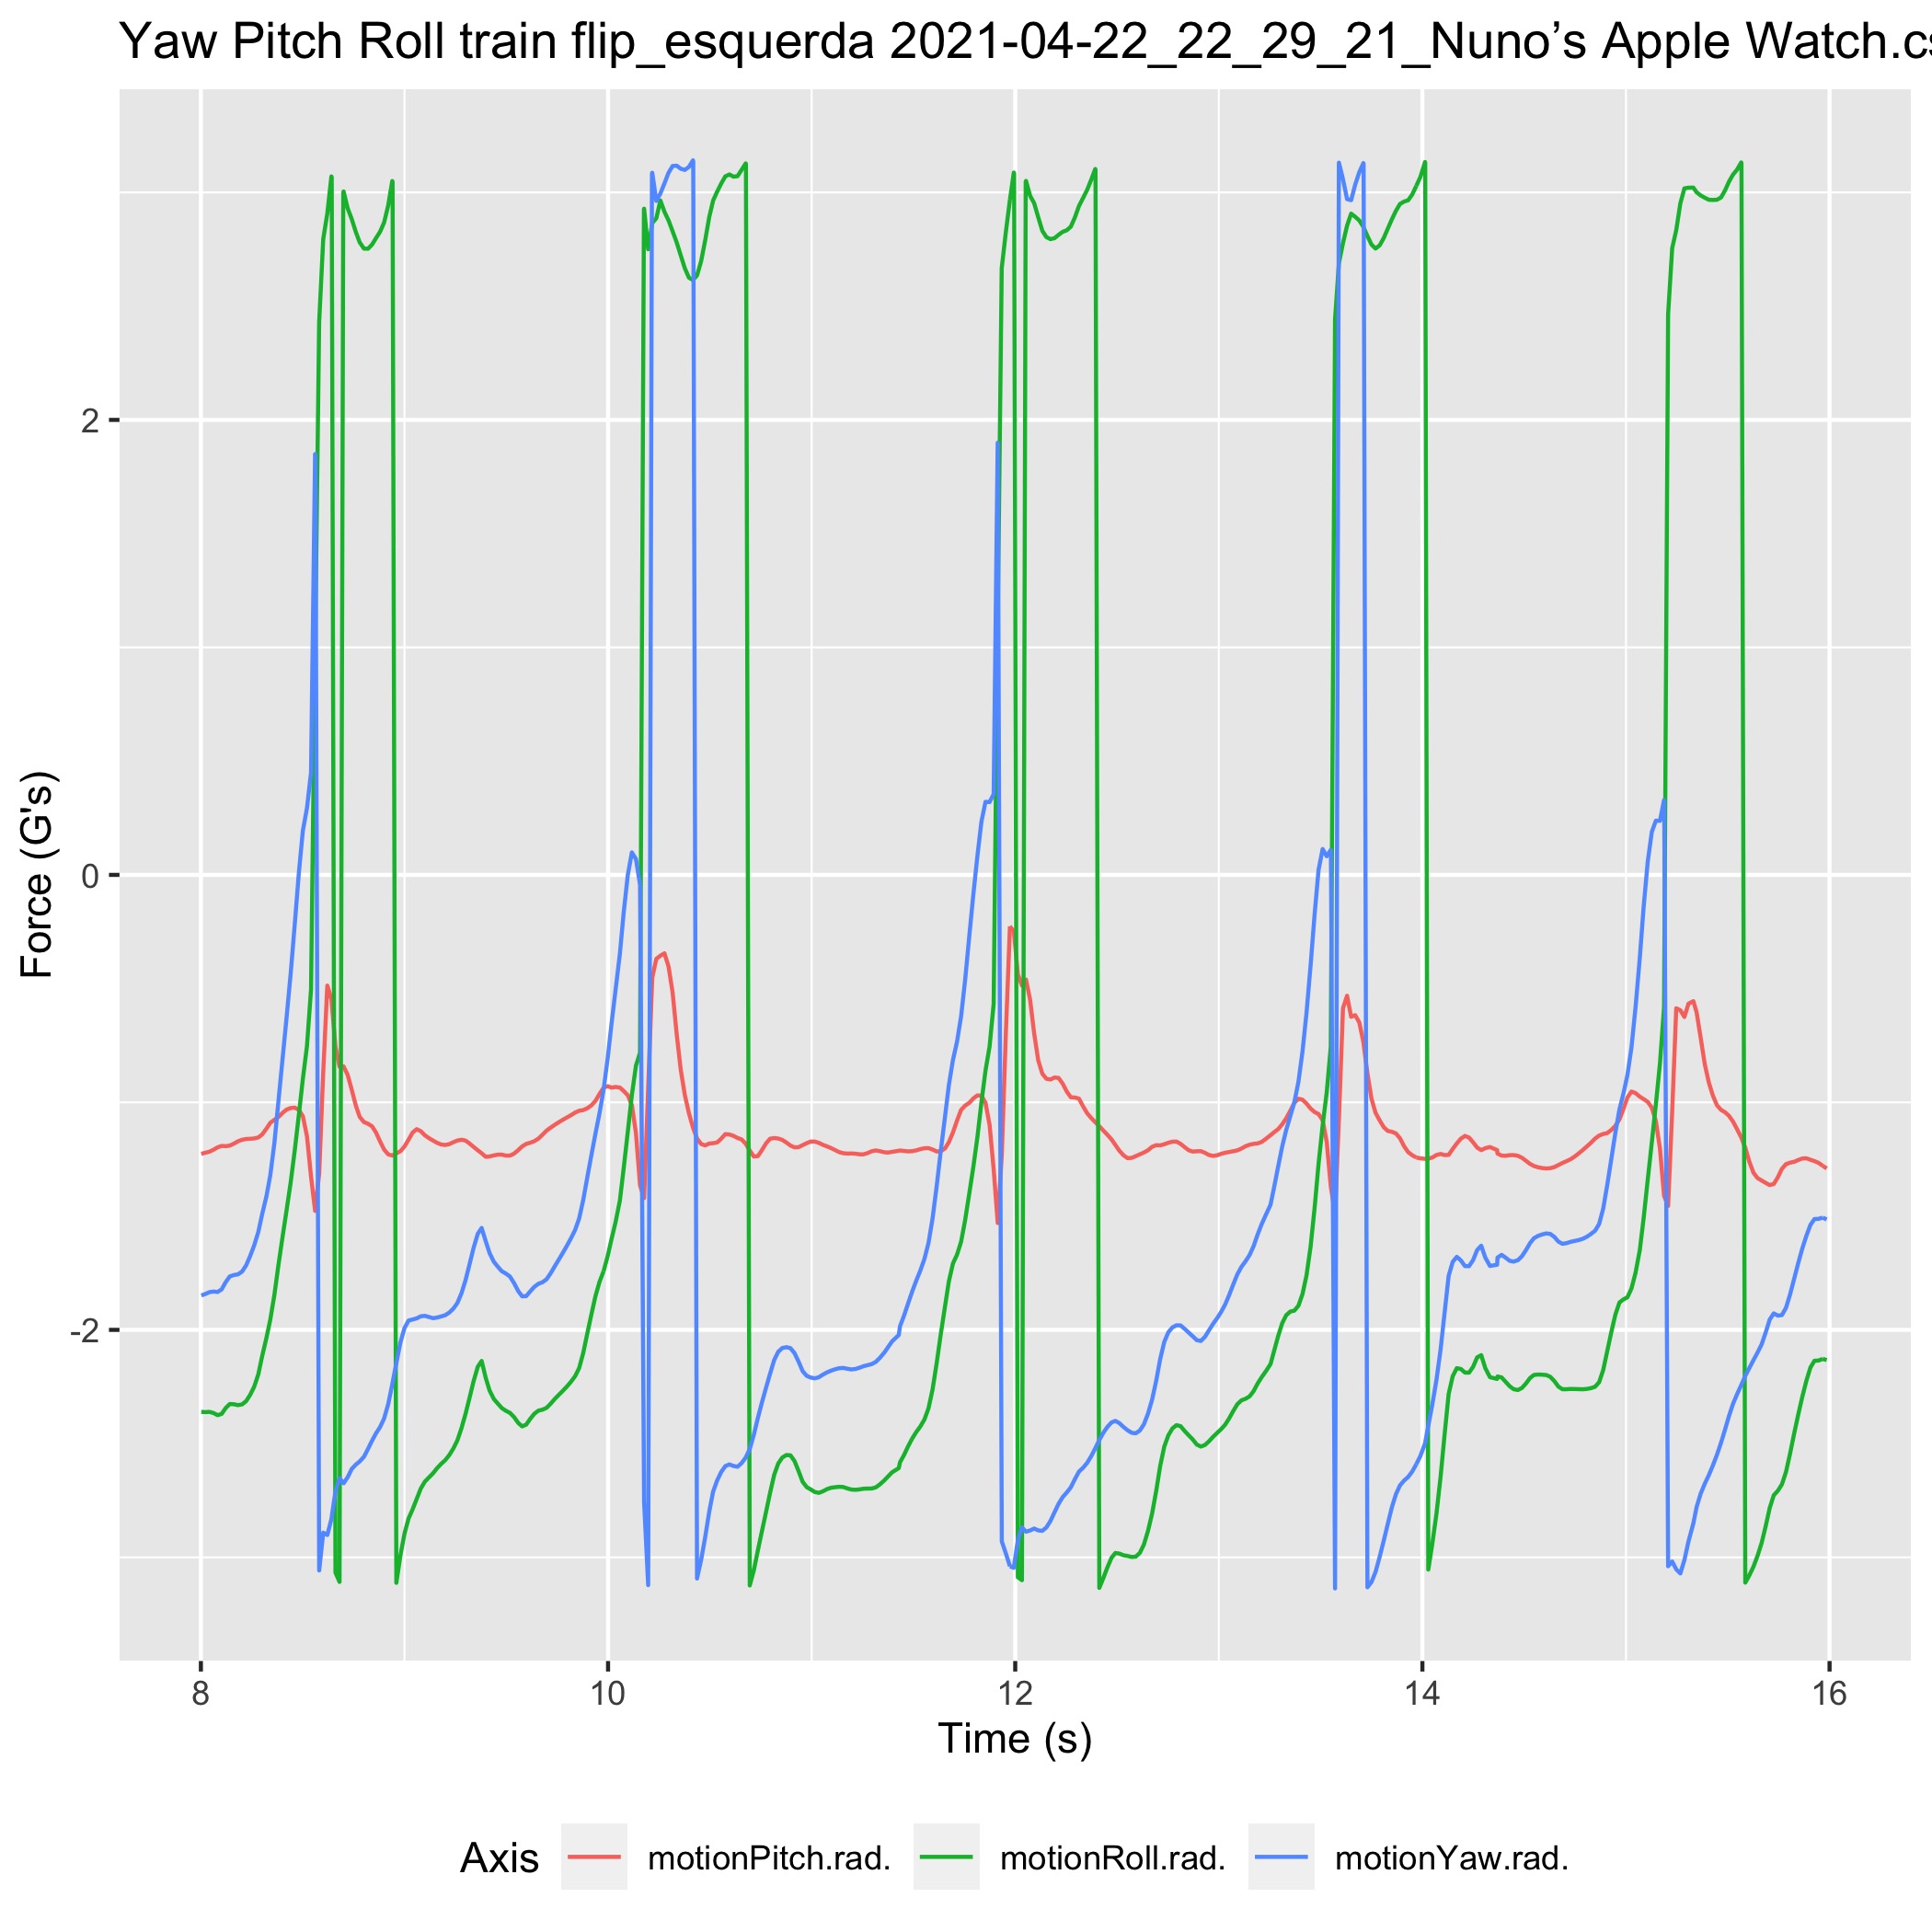 Yaw Pitch Roll train flip_esquerda 2021-04-22_22_29_21_Nuno’s Apple Watch.cs
Force (G's)
2
0
-2
8
10
12
14
16
Time (s)
Axis
motionPitch.rad.
motionRoll.rad.
motionYaw.rad.